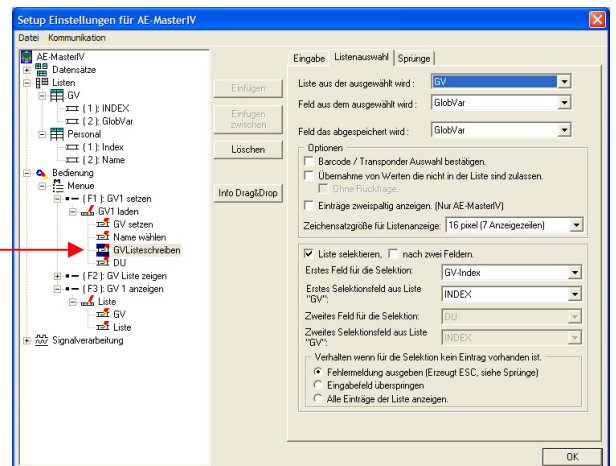 Setup Einstellungen für AE-MasterIV
Datei Kommunikation
AE-MasterIV
Datensätze
Listen
GV
( 1 ): INDEX
( 2 ): GlobVar
Personal
( 1 ): Index
( 2 ): Name
Bedienung
Menue
( F1 ): GV1 setzen
GV1 laden
GV setzen
Name wählen
GVListeschreiben
DU
( F2 ): GV Liste zeigen
( F3 ): GV 1 anzeigen
Liste
GV
Liste
Signalverarbeitung
Einfügen
Einfügen zwischen
Löschen
Info Drag&Drop
Eingabe Listenauswahl Sprünge
Liste aus der ausgewählt wird : GV
Feld aus dem ausgewählt wird : GlobVar
Feld das abgespeichert wird : GlobVar
Optionen
Barcode / Transponder Auswahl bestätigen.
Übernahme von Werten die nicht in der Liste sind zulassen.
Ohne Rückfrage.
Einträge zweispaltig anzeigen. (Nur AE-MasterIV)
Zeichensatzgröße für Listenanzeige: 16 pixel (7 Anzeigezeilen)
Liste selektieren, nach zwei Feldern.
Erstes Feld für die Selektion: GV-Index
Erstes Selektionsfeld aus Liste "GV": INDEX
Zweites Feld für die Selektion: DU
Zweites Selektionsfeld aus Liste "GV": INDEX
Verhalten wenn für die Selektion kein Eintrag vorhanden ist.
Fehlermeldung ausgeben (Erzeugt ESC, siehe Sprünge)
Eingabefeld überspringen
Alle Einträge der Liste anzeigen.
OK